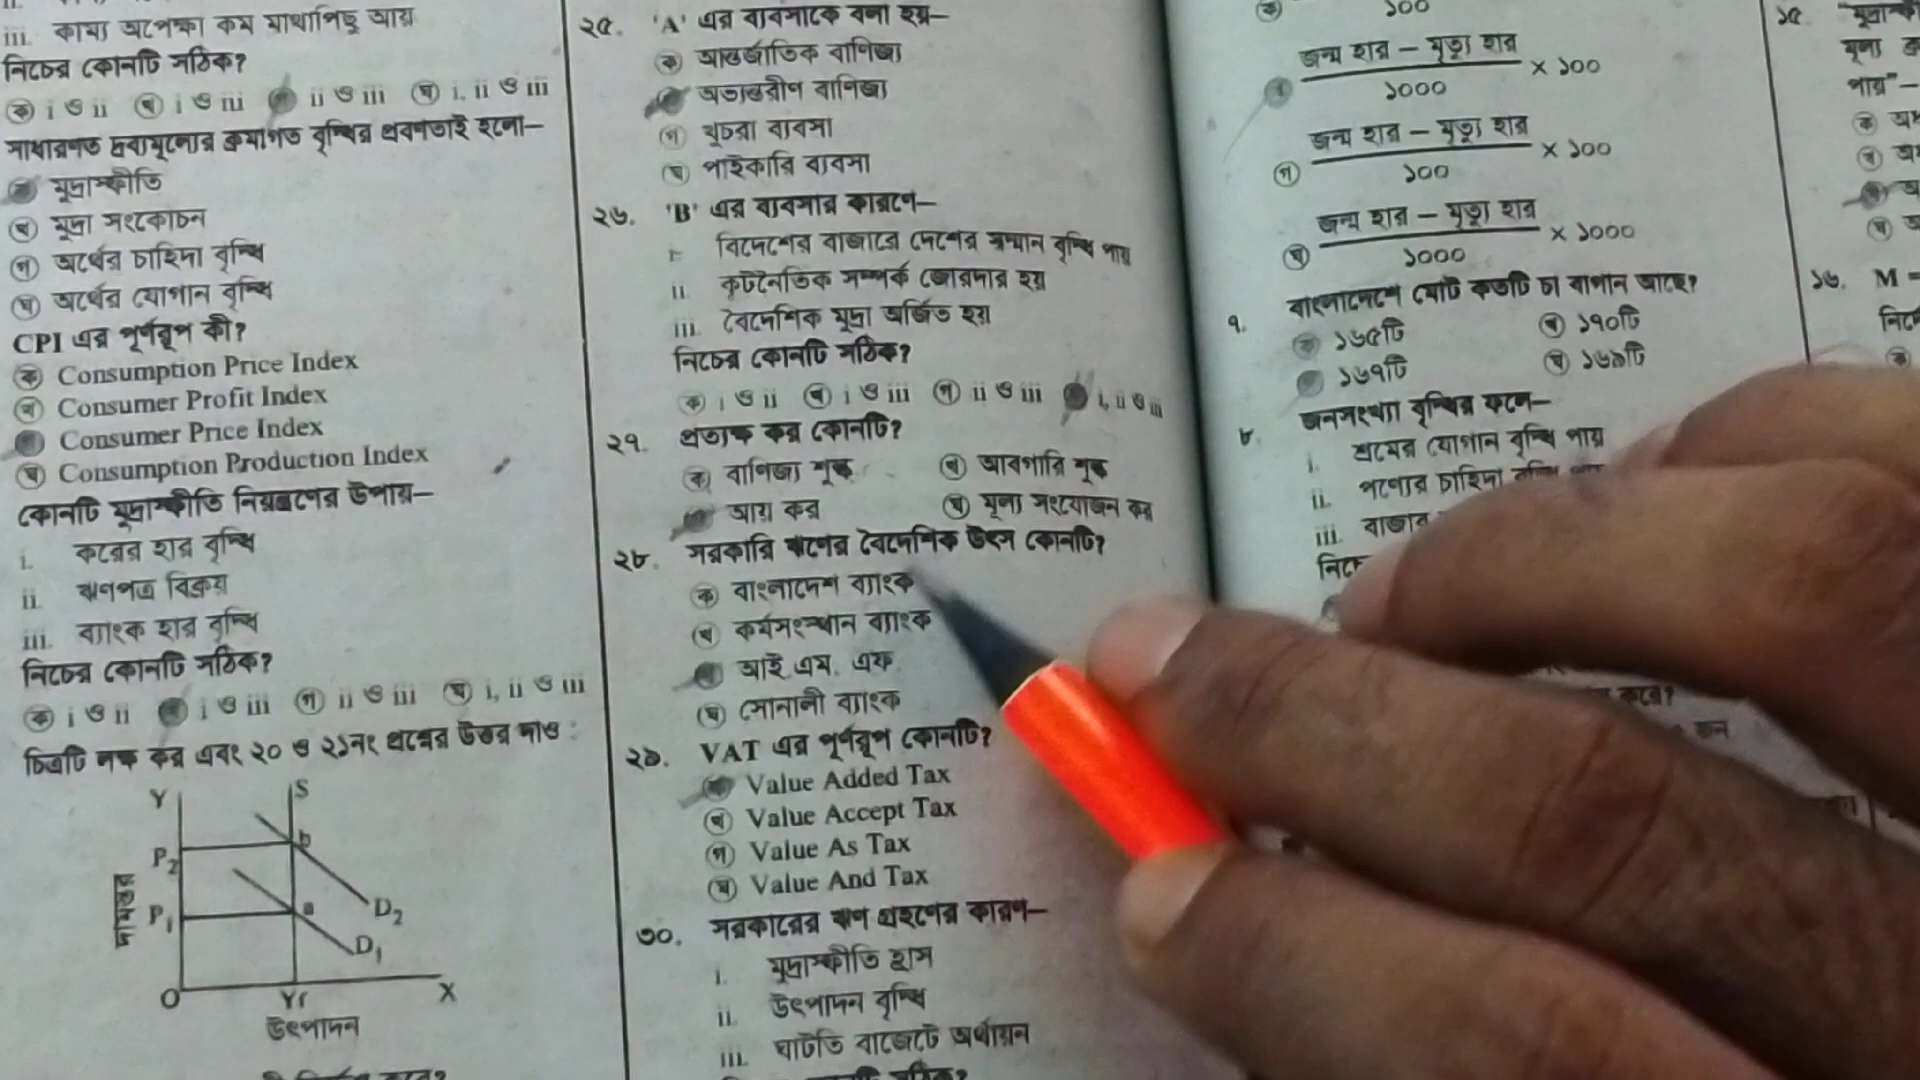 iii. কাম্য অপেক্ষা কম মাথাপিছু আয়
নিচের কোনটি সঠিক?
ক i ও ii খ i ও iii ii ও iii ঘ i, ii ও iii
সাধারণত দ্রব্যমূল্যের ক্রমাগত বৃদ্ধির প্রবণতাই হলো—
মুদ্রাস্ফীতি
খ মুদ্রা সংকোচন
গ অর্থের চাহিদা বৃদ্ধি
ঘ অর্থের যোগান বৃদ্ধি
CPI এর পূর্ণরূপ কী?
ক Consumption Price Index
খ Consumer Profit Index
Consumer Price Index
ঘ Consumption Production Index
কোনটি মুদ্রাস্ফীতি নিয়ন্ত্রণের উপায়—
i. করের হার বৃদ্ধি
ii. ঋণপত্র বিক্রয়
iii. ব্যাংক হার বৃদ্ধি
নিচের কোনটি সঠিক?
ক i ও ii i ও iii গ ii ও iii ঘ i, ii ও iii
চিত্রটি লক্ষ কর এবং ২০ ও ২১নং প্রশ্নের উত্তর দাও :
Y S
b
P2
দামস্তর
P1 a D2
D1
O Y1 X
উৎপাদন
২৫. 'A' এর ব্যবসাকে বলা হয়—
ক আন্তর্জাতিক বাণিজ্য
অভ্যন্তরীণ বাণিজ্য
গ খুচরা ব্যবসা
ঘ পাইকারি ব্যবসা
২৬. 'B' এর ব্যবসার কারণে—
i. বিদেশের বাজারে দেশের সম্মান বৃদ্ধি পায়
ii. কূটনৈতিক সম্পর্ক জোরদার হয়
iii. বৈদেশিক মুদ্রা অর্জিত হয়
নিচের কোনটি সঠিক?
ক i ও ii খ i ও iii গ ii ও iii i, ii ও iii
২৭. প্রত্যক্ষ কর কোনটি?
ক বাণিজ্য শুল্ক খ আবগারি শুল্ক
আয় কর ঘ মূল্য সংযোজন কর
২৮. সরকারি ঋণের বৈদেশিক উৎস কোনটি?
ক বাংলাদেশ ব্যাংক
খ কর্মসংস্থান ব্যাংক
আই. এম. এফ
ঘ সোনালী ব্যাংক
২৯. VAT এর পূর্ণরূপ কোনটি?
Value Added Tax
খ Value Accept Tax
গ Value As Tax
ঘ Value And Tax
৩০. সরকারের ঋণ গ্রহণের কারণ—
i. মুদ্রাস্ফীতি হ্রাস
ii. উৎপাদন বৃদ্ধি
iii. ঘাটতি বাজেটে অর্থায়ন
ক ১০০
জন্ম হার – মৃত্যু হার
১০০০ × ১০০
গ জন্ম হার – মৃত্যু হার
১০০ × ১০০
ঘ জন্ম হার – মৃত্যু হার
১০০০ × ১০০০
৭. বাংলাদেশে মোট কতটি চা বাগান আছে?
ক ১৬৫টি খ ১৭০টি
১৬৭টি ঘ ১৬৯টি
৮. জনসংখ্যা বৃদ্ধির ফলে—
i. শ্রমের যোগান বৃদ্ধি পায়
ii. পণ্যের চাহিদা বৃদ্ধি পায়
iii. বাজার
করে?
জন
১৫.
পায়"—
১৬. M =